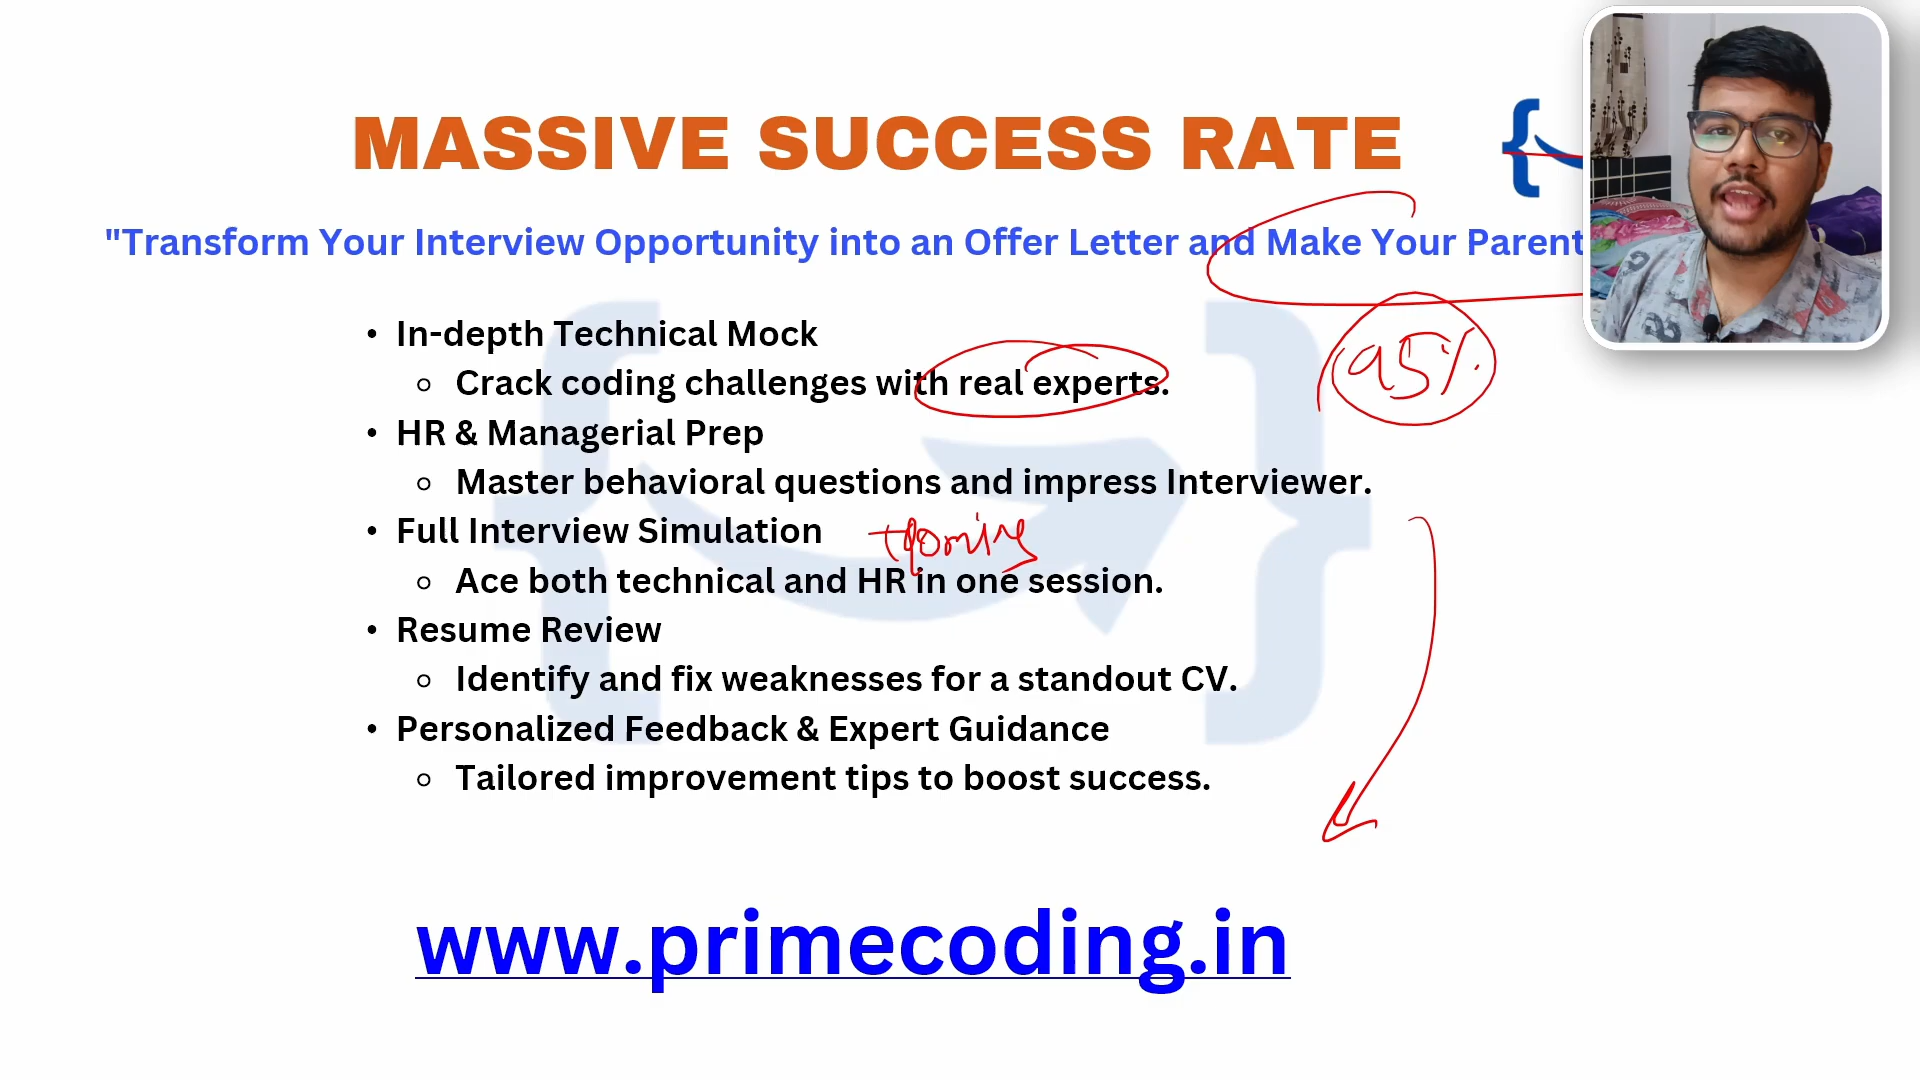 MASSIVE SUCCESS RATE
"Transform Your Interview Opportunity into an Offer Letter and Make Your Parent
• In-depth Technical Mock
○ Crack coding challenges with real experts.
95%
• HR & Managerial Prep
○ Master behavioral questions and impress Interviewer.
• Full Interview Simulation
○ Ace both technical and HR in one session.
• Resume Review
○ Identify and fix weaknesses for a standout CV.
• Personalized Feedback & Expert Guidance
○ Tailored improvement tips to boost success.
www.primecoding.in